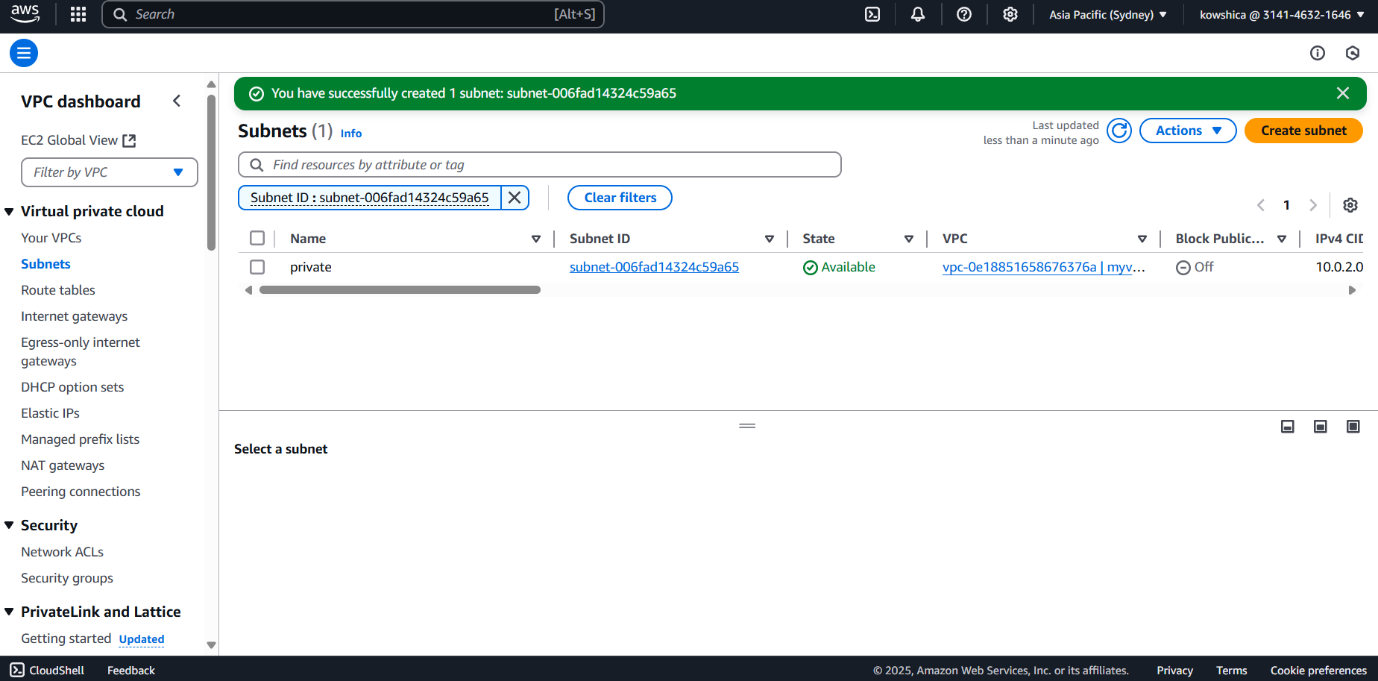 aws
Search [Alt+S]
Asia Pacific (Sydney)
kowshica @ 3141-4632-1646
VPC dashboard
EC2 Global View
Filter by VPC
Virtual private cloud
Your VPCs
Subnets
Route tables
Internet gateways
Egress-only internet
gateways
DHCP option sets
Elastic IPs
Managed prefix lists
NAT gateways
Peering connections
Security
Network ACLs
Security groups
PrivateLink and Lattice
Getting started Updated
You have successfully created 1 subnet: subnet-006fad14324c59a65
Subnets (1) Info
Last updated
less than a minute ago
Actions
Create subnet
Find resources by attribute or tag
Subnet ID : subnet-006fad14324c59a65
Clear filters
1
Name Subnet ID State VPC Block Public... IPv4 CID
private subnet-006fad14324c59a65 Available vpc-0e18851658676376a | myv... Off 10.0.2.0
Select a subnet
CloudShell Feedback © 2025, Amazon Web Services, Inc. or its affiliates. Privacy Terms Cookie preferences